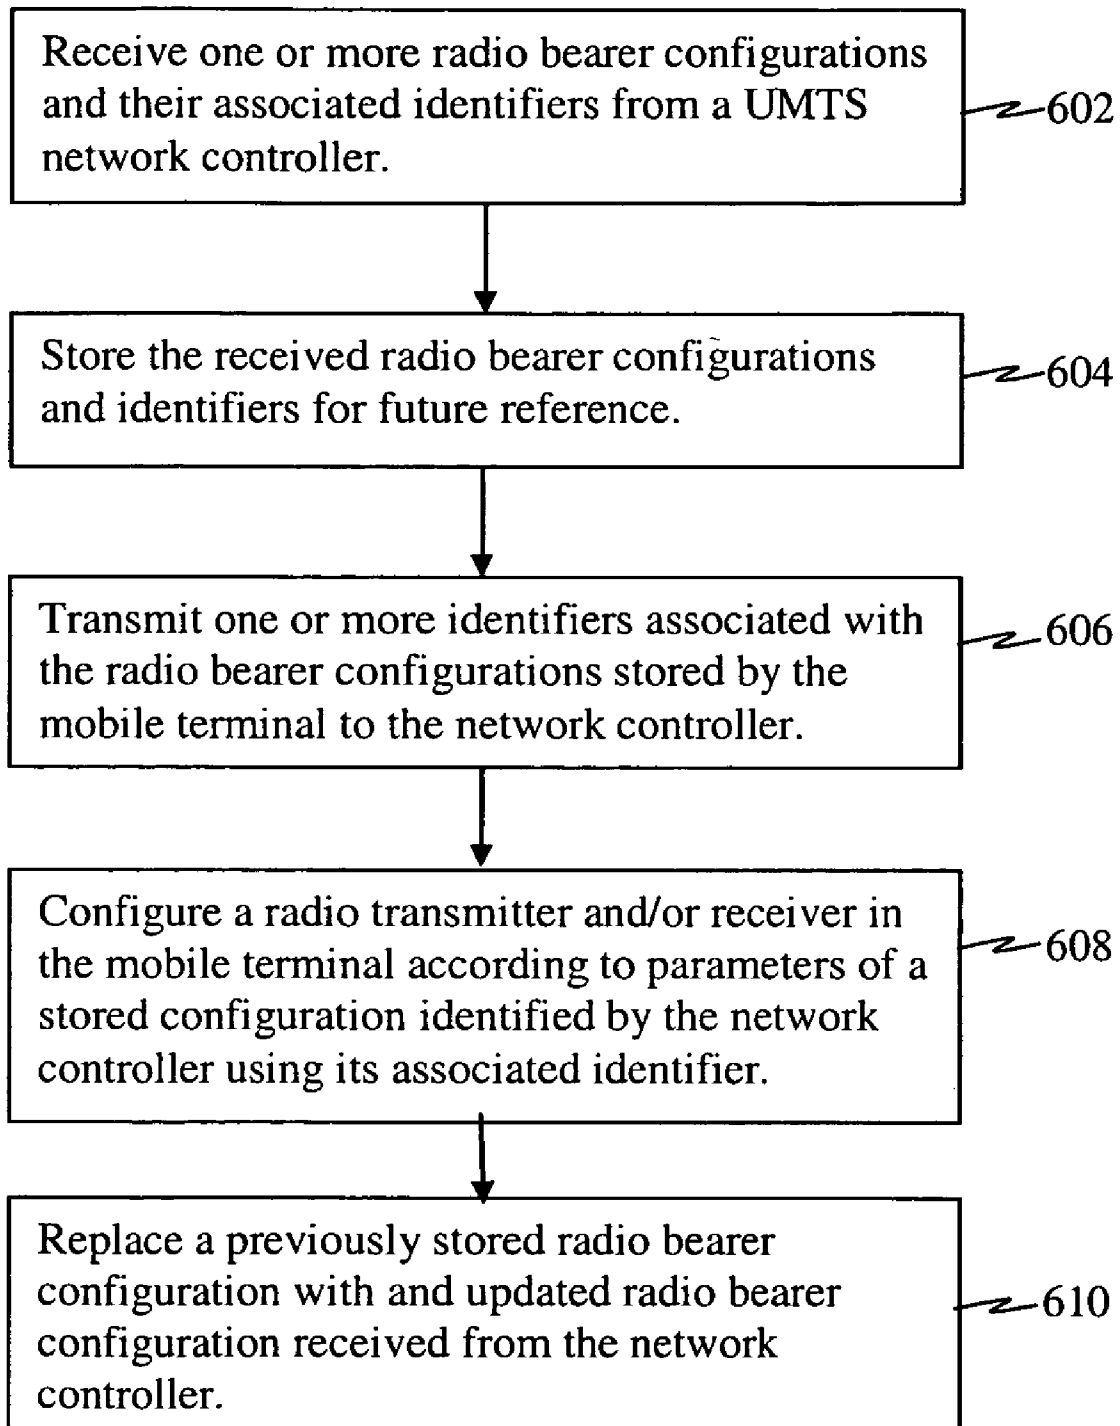 Receive one or more radio bearer configurations
and their associated identifiers from a UMTS
network controller.
602
Store the received radio bearer configurations
and identifiers for future reference.
604
Transmit one or more identifiers associated with
the radio bearer configurations stored by the
mobile terminal to the network controller.
606
Configure a radio transmitter and/or receiver in
the mobile terminal according to parameters of a
stored configuration identified by the network
controller using its associated identifier.
608
Replace a previously stored radio bearer
configuration with and updated radio bearer
configuration received from the network
controller.
610